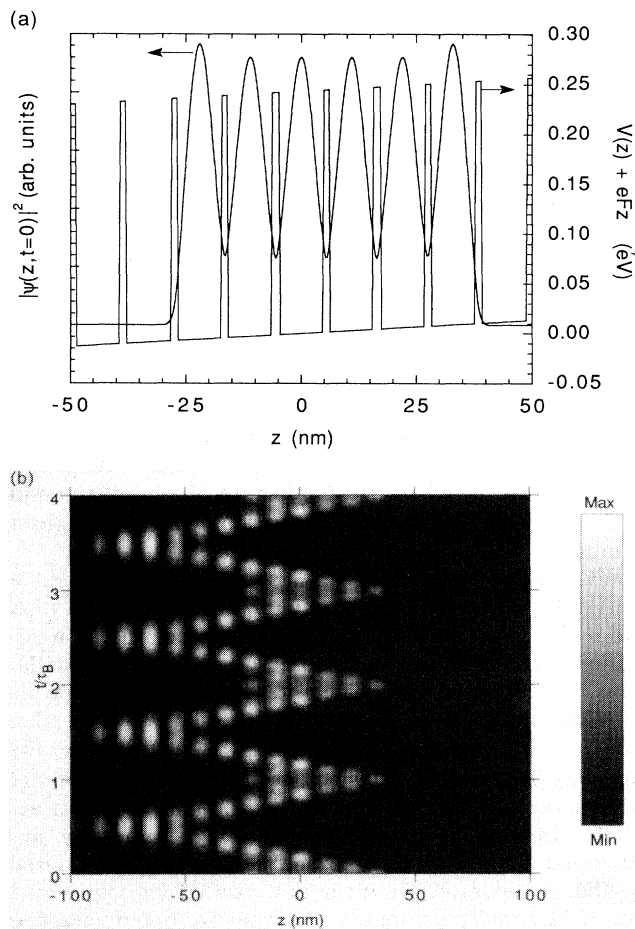 (a)
|ψ(z,t=0)|² (arb. units)
0.30
0.25
0.20
0.15
0.10
0.05
0.00
-0.05
V(z) + eFz (eV)
-50 -25 0 25 50
z (nm)
(b)
4
3
2
1
0
t/τB
-100 -50 0 50 100
z (nm)
Max
Min